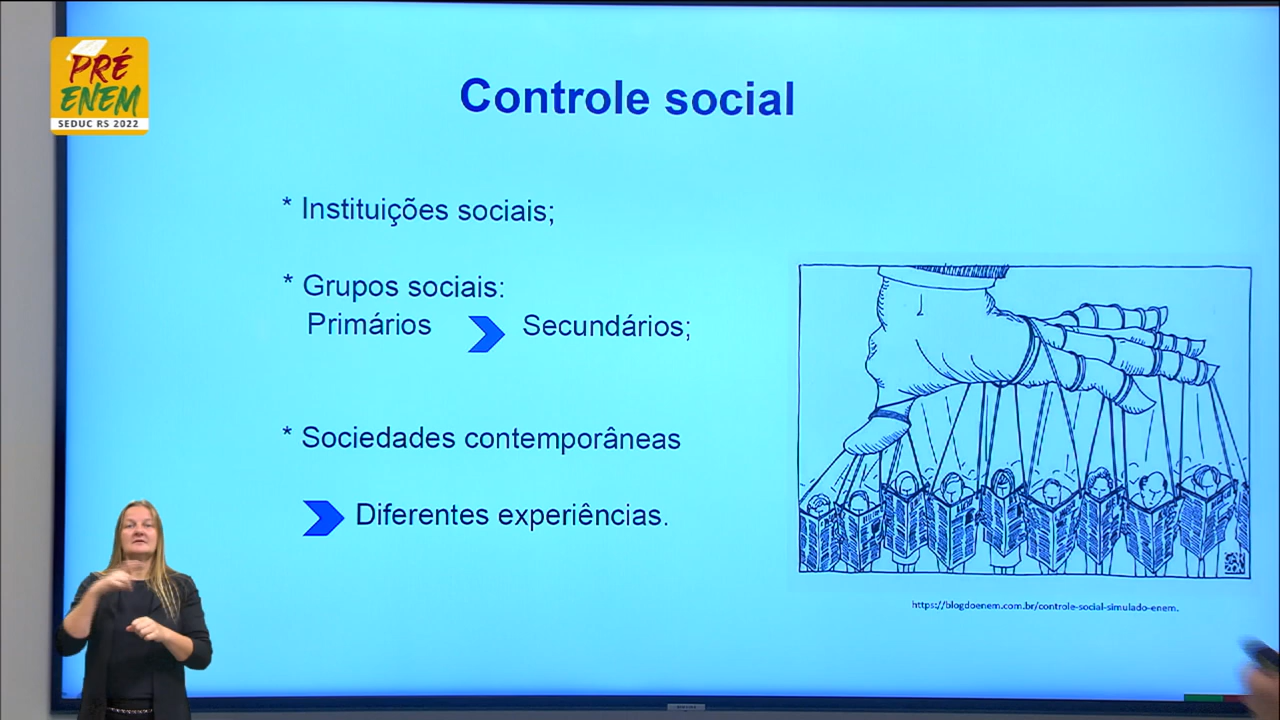 PRÉ
ENEM
SEDUC RS 2022
Controle social
* Instituições sociais;
* Grupos sociais:
Primários Secundários;
* Sociedades contemporâneas
Diferentes experiências.
https://blogdoenem.com.br/controle-social-simulado-enem.